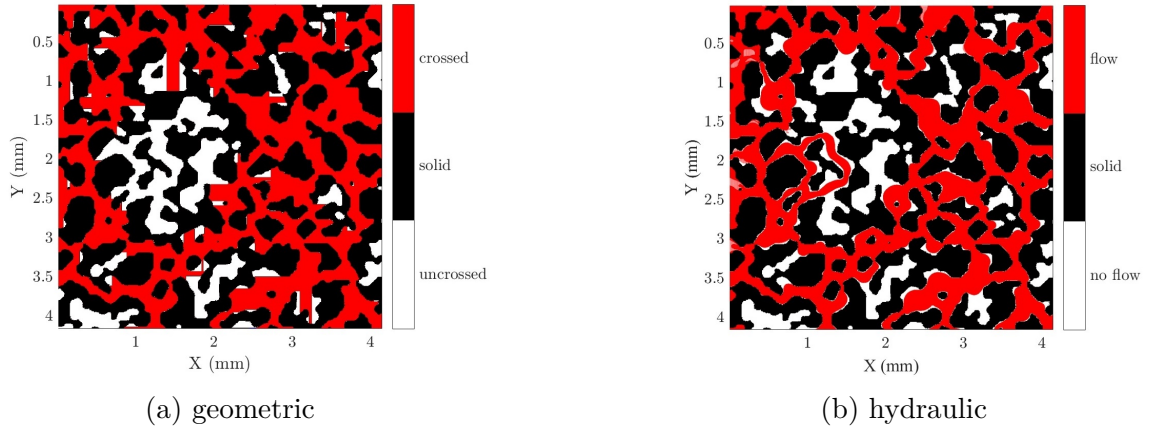 0.5
1
1.5
2
2.5
3
3.5
4
Y (mm)
1 2 3 4
X (mm)
crossed
solid
uncrossed
(a) geometric
0.5
1
1.5
2
2.5
3
3.5
4
Y (mm)
1 2 3 4
X (mm)
flow
solid
no flow
(b) hydraulic